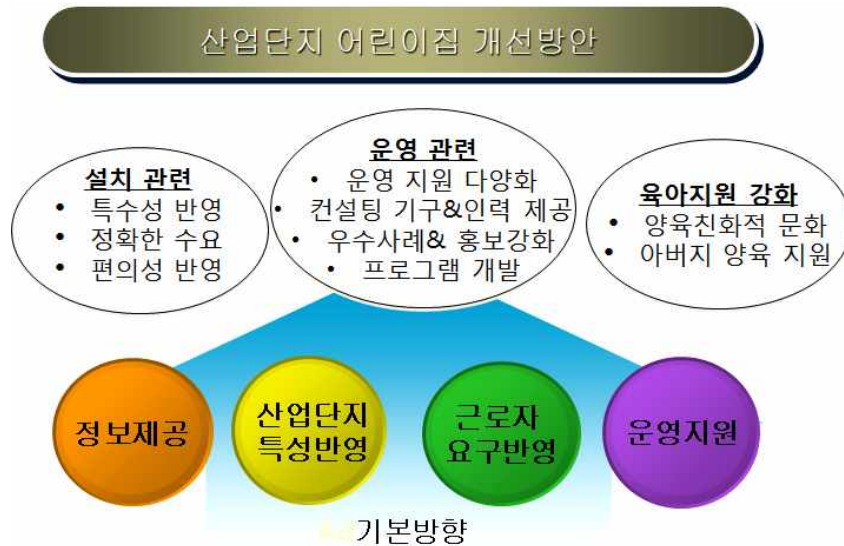 산업단지 어린이집 개선방안
설치 관련
• 특수성 반영
• 정확한 수요
• 편의성 반영
운영 관련
• 운영 지원 다양화
• 컨설팅 기구&인력 제공
• 우수사례& 홍보강화
• 프로그램 개발
육아지원 강화
• 양육친화적 문화
• 아버지 양육 지원
정보제공
산업단지
특성반영
근로자
요구반영
운영지원
기본방향